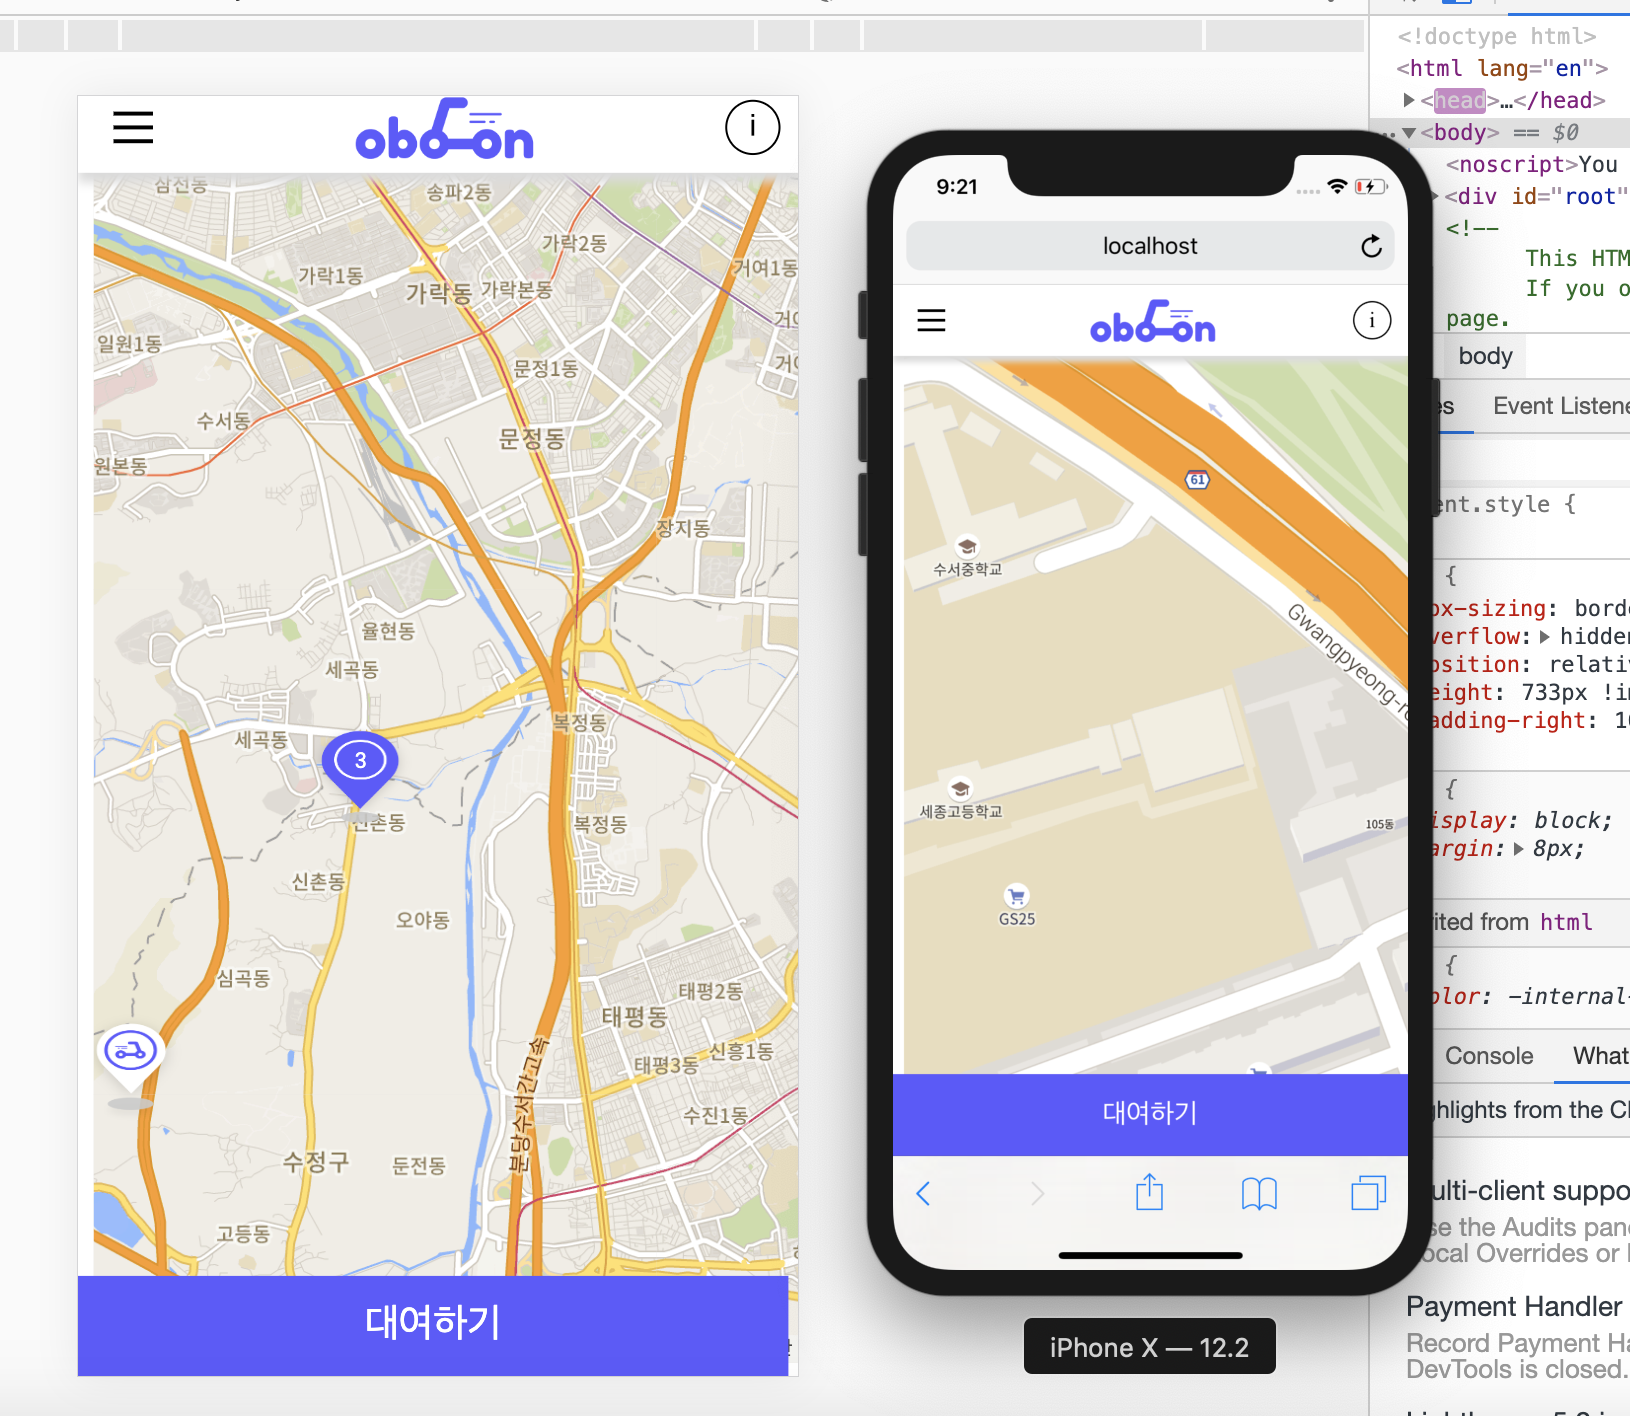 obooon
i
삼전동
송파2동
가락2동
거여1동
가락1동
가락동
가락본동
일원1동
문정1동
수서동
문정동
원본동
장지동
율현동
세곡동
복정동
세곡동
3
신촌동
복정동
신촌동
오야동
심곡동
태평2동
태평동
신흥1동
태평3동
분당수서간고속
수진1동
수정구
둔전동
고등동
대여하기
9:21
localhost
obooon
i
61
수서중학교
Gwangpyeong-r
세종고등학교
105동
GS25
대여하기
iPhone X — 12.2
<!doctype html>
<html lang="en">
<head>…</head>
<body> == $0
<noscript>You
<div id="root"
<!--
This HTM
If you o
page.
body
es
Event Listene
ent.style {
{
ox-sizing: borde
verflow: hidden
osition: relativ
eight: 733px !im
adding-right: 10
{
isplay: block;
argin: 8px;
ited from html
{
olor: -internal-
Console
What
ghlights from the Ch
ulti-client suppo
se the Audits pan
ocal Overrides or
Payment Handler
Record Payment Ha
DevTools is closed.